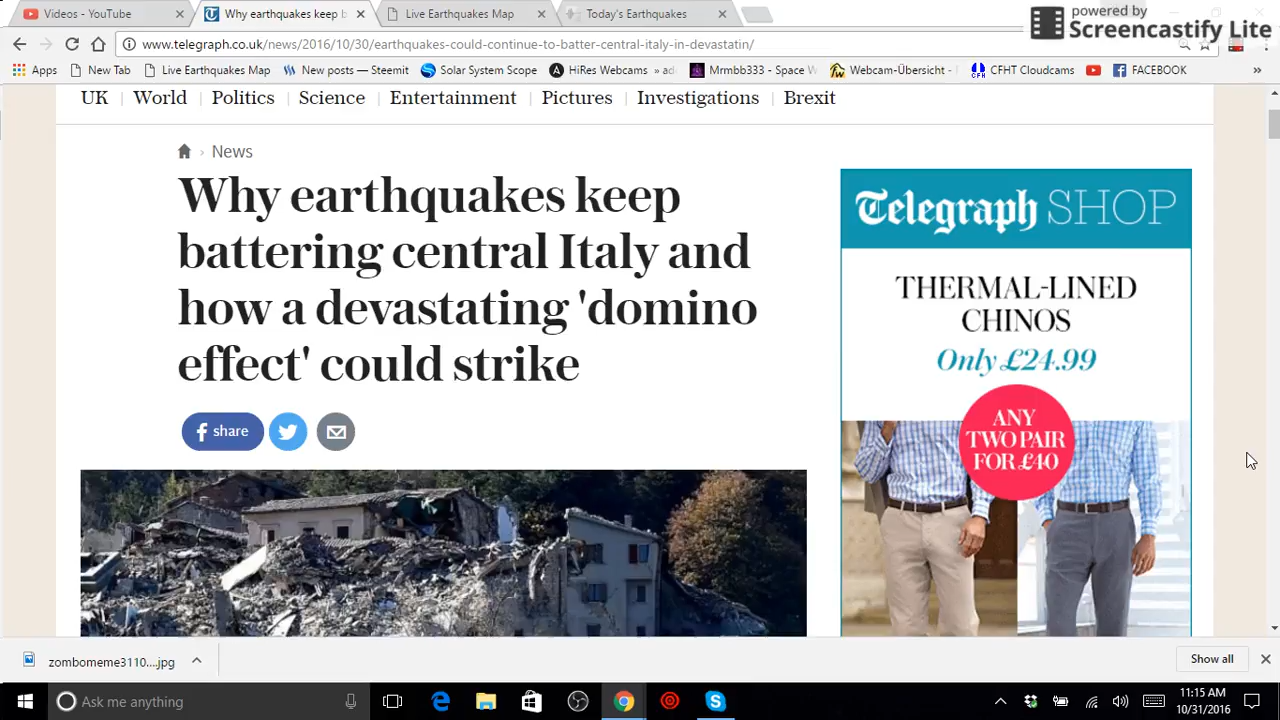 powered by
Screencastify Lite
Videos - YouTube
Why earthquakes keep b
Live Earthquakes Map
Today's Earthquakes
www.telegraph.co.uk/news/2016/10/30/earthquakes-could-continue-to-batter-central-italy-in-devastatin/
Apps New Tab Live Earthquakes Map New posts — Steemit Solar System Scope HiRes Webcams » ad Mrmbb333 - Space W Webcam-Übersicht - CFHT Cloudcams FACEBOOK »
UK World Politics Science Entertainment Pictures Investigations Brexit
News
Why earthquakes keep
battering central Italy and
how a devastating 'domino
effect' could strike
share
Telegraph SHOP
THERMAL-LINED
CHINOS
Only £24.99
ANY
TWO PAIR
FOR £40
zombomeme3110....jpg
Show all
Ask me anything
11:15 AM
10/31/2016